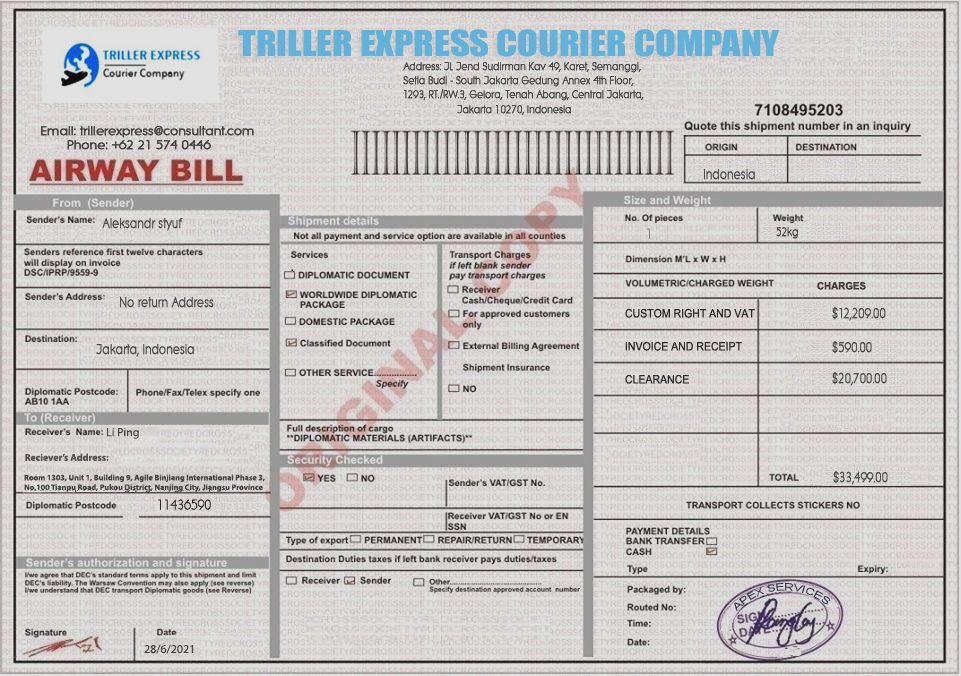 TRILLER EXPRESS
Courier Company
TRILLER EXPRESS COURIER COMPANY
Address: Jl. Jend Sudirman Kav 49, Karet, Semanggi,
Setia Budi - South Jakarta Gedung Annex 4th Floor,
1293, RT./RW.3, Gelora, Tenah Abang, Central Jakarta,
Jakarta 10270, Indonesia
Email: trillerexpress@consultant.com
Phone: +62 21 574 0446
AIRWAY BILL
7108495203
Quote this shipment number in an inquiry
ORIGIN DESTINATION
Indonesia
From (Sender)
Sender's Name: Aleksandr styuf
Senders reference first twelve characters
will display on invoice
DSC/IPRP/9559-9
Sender's Address: No return Address
Destination:
Jakarta, Indonesia
Diplomatic Postcode:
AB10 1AA
Phone/Fax/Telex specify one
To (Receiver)
Receiver's Name: Li Ping
Reciever's Address:
Room 1303, Unit 1, Building 9, Agile Binjiang International Phase 3,
No,100 Tianpu Road, Pukou District, Nanjing City, Jiangsu Province
Diplomatic Postcode 11436590
Sender's authorization and signature
I/we agree that DEC's standard terms apply to this shipment and limit
DEC's liability. The Warsaw Convention may also apply (see reverse)
I/we understand that DEC transport Diplomatic goods (see Reverse)
Signature Date
28/6/2021
Shipment details
Not all payment and service option are available in all counties
Services
DIPLOMATIC DOCUMENT
WORLDWIDE DIPLOMATIC
PACKAGE
DOMESTIC PACKAGE
Classified Document
OTHER SERVICE................
Specify
Transport Charges
if left blank sender
pay transport charges
Receiver
Cash/Cheque/Credit Card
For approved customers
only
External Billing Agreement
Shipment Insurance
NO
Full description of cargo
**DIPLOMATIC MATERIALS (ARTIFACTS)**
Security Checked
YES NO
Sender's VAT/GST No.
Receiver VAT/GST No or EN
SSN
Type of export PERMANENT REPAIR/RETURN TEMPORARY
Destination Duties taxes if left bank receiver pays duties/taxes
Receiver Sender Other................................
Specify destination approved account number
ORIGINAL COPY
Size and Weight
No. Of pieces Weight
1 52kg
Dimension M'L x W x H
VOLUMETRIC/CHARGED WEIGHT CHARGES
CUSTOM RIGHT AND VAT $12,209.00
INVOICE AND RECEIPT $590.00
CLEARANCE $20,700.00
TOTAL $33,499.00
TRANSPORT COLLECTS STICKERS NO
PAYMENT DETAILS
BANK TRANSFER
CASH
Type Expiry:
Packaged by:
Routed No:
Time:
Date:
APEX SERVICES
SIGN
DATE